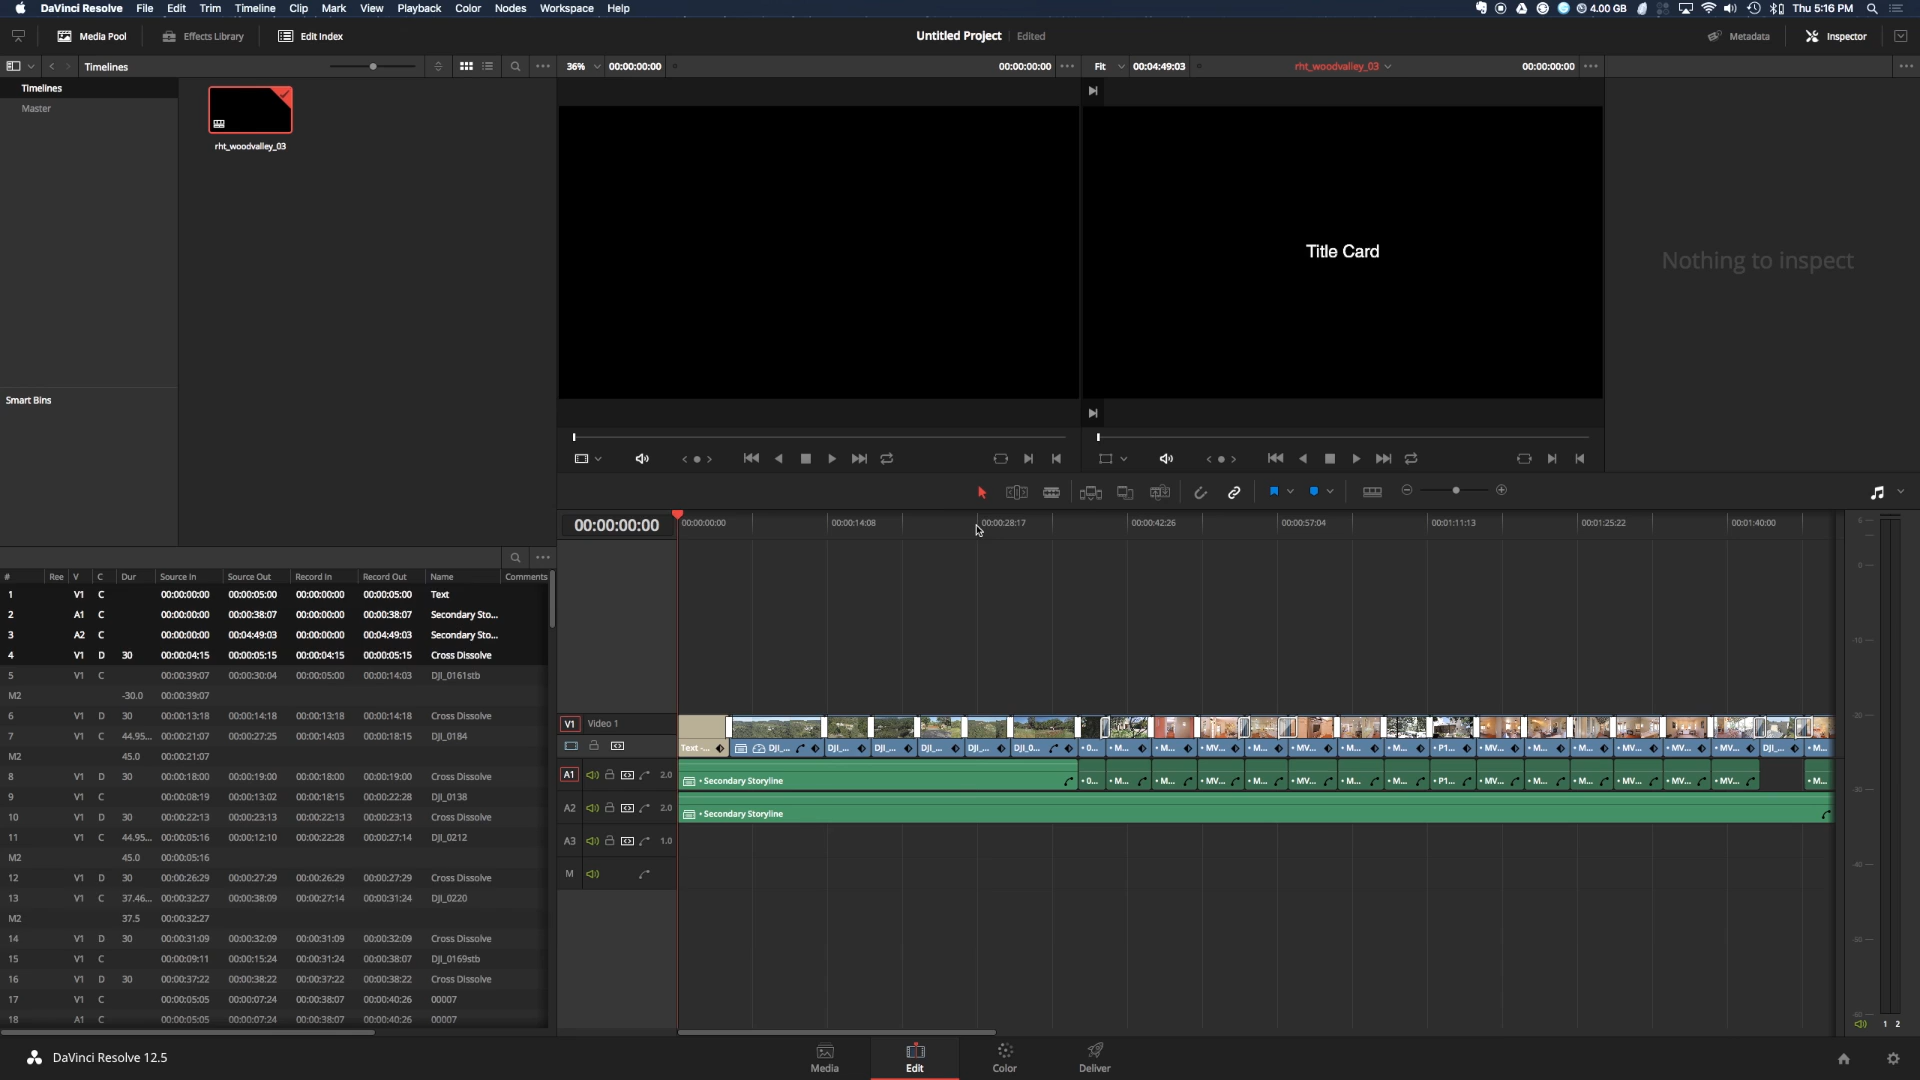 DaVinci Resolve File Edit Trim Timeline Clip Mark View Playback Color Nodes Workspace Help
4.00 GB Thu 5:16 PM
Media Pool Effects Library Edit Index
Untitled Project Edited
Metadata Inspector
Timelines
36% 00:00:00:00 00:00:00:00
Fit 00:04:49:03 rht_woodvalley_03 00:00:00:00
Timelines
Master
rht_woodvalley_03
Smart Bins
Title Card
Nothing to inspect
00:00:00:00
00:00:00:00 00:00:14:08 00:00:28:17 00:00:42:26 00:00:57:04 00:01:11:13 00:01:25:22 00:01:40:00
# Ree V C Dur Source In Source Out Record In Record Out Name Comments
1 V1 C 00:00:00:00 00:00:05:00 00:00:00:00 00:00:05:00 Text
2 A1 C 00:00:00:00 00:00:38:07 00:00:00:00 00:00:38:07 Secondary Sto...
3 A2 C 00:00:00:00 00:04:49:03 00:00:00:00 00:04:49:03 Secondary Sto...
4 V1 D 30 00:00:04:15 00:00:05:15 00:00:04:15 00:00:05:15 Cross Dissolve
5 V1 C 00:00:39:07 00:00:30:04 00:00:05:00 00:00:14:03 DJI_0161stb
M2 -30.0 00:00:39:07
6 V1 D 30 00:00:13:18 00:00:14:18 00:00:13:18 00:00:14:18 Cross Dissolve
7 V1 C 44.95... 00:00:21:07 00:00:27:25 00:00:14:03 00:00:18:15 DJI_0184
M2 45.0 00:00:21:07
8 V1 D 30 00:00:18:00 00:00:19:00 00:00:18:00 00:00:19:00 Cross Dissolve
9 V1 C 00:00:08:19 00:00:13:02 00:00:18:15 00:00:22:28 DJI_0138
10 V1 D 30 00:00:22:13 00:00:23:13 00:00:22:13 00:00:23:13 Cross Dissolve
11 V1 C 44.95... 00:00:05:16 00:00:12:10 00:00:22:28 00:00:27:14 DJI_0212
M2 45.0 00:00:05:16
12 V1 D 30 00:00:26:29 00:00:27:29 00:00:26:29 00:00:27:29 Cross Dissolve
13 V1 C 37.46... 00:00:32:27 00:00:38:09 00:00:27:14 00:00:31:24 DJI_0220
M2 37.5 00:00:32:27
14 V1 D 30 00:00:31:09 00:00:32:09 00:00:31:09 00:00:32:09 Cross Dissolve
15 V1 C 00:00:09:11 00:00:15:24 00:00:31:24 00:00:38:07 DJI_0169stb
16 V1 D 30 00:00:37:22 00:00:38:22 00:00:37:22 00:00:38:22 Cross Dissolve
17 V1 C 00:00:05:05 00:00:07:24 00:00:38:07 00:00:40:26 00007
18 A1 C 00:00:05:05 00:00:07:24 00:00:38:07 00:00:40:26 00007
V1 Video 1
Text -... DJI_... DJI_... DJI_... DJI_... DJI_... DJI_0... 0... M... M... MV... M... MV... M... M... P1... MV... M... M... MV... MV... MV... DJI_... M...
A1 2.0 Secondary Storyline 0... M... M... MV... M... MV... M... M... P1... MV... M... M... MV... MV... MV... M...
A2 2.0 Secondary Storyline
A3 1.0
M
1 2
DaVinci Resolve 12.5
Media Edit Color Deliver